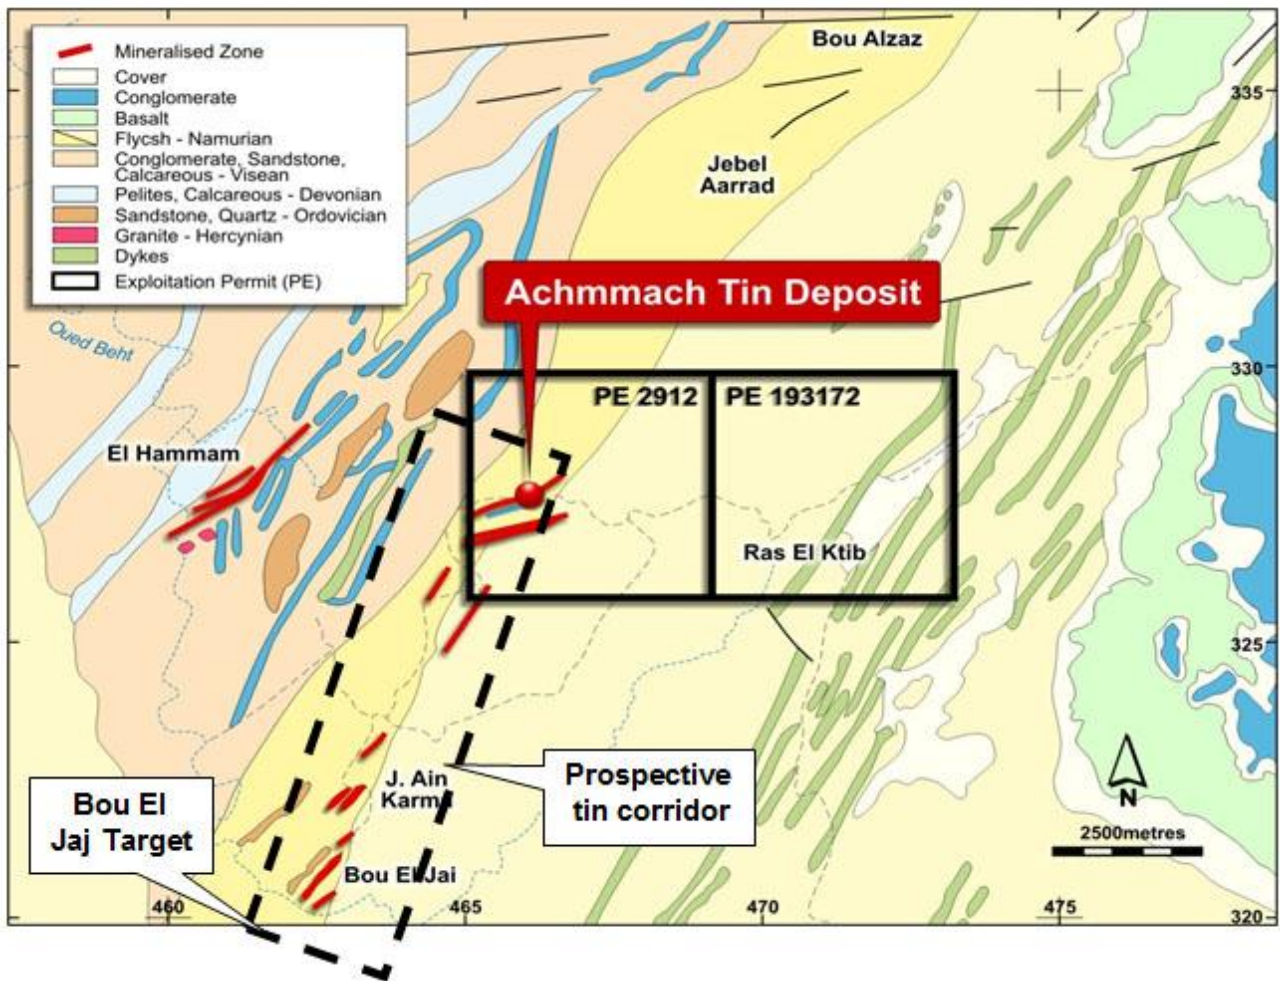 Mineralised Zone
Cover
Conglomerate
Basalt
Flycsh - Namurian
Conglomerate, Sandstone,
Calcareous - Visean
Pelites, Calcareous - Devonian
Sandstone, Quartz - Ordovician
Granite - Hercynian
Dykes
Exploitation Permit (PE)
Bou Alzaz
335
Jebel
Aarrad
Oued Beht
Achmmach Tin Deposit
330
PE 2912
PE 193172
El Hammam
Ras El Ktib
325
Prospective
tin corridor
J. Ain
Karma
Bou El
Jaj Target
N
2500metres
Bou El Jai
460
465
470
475
320